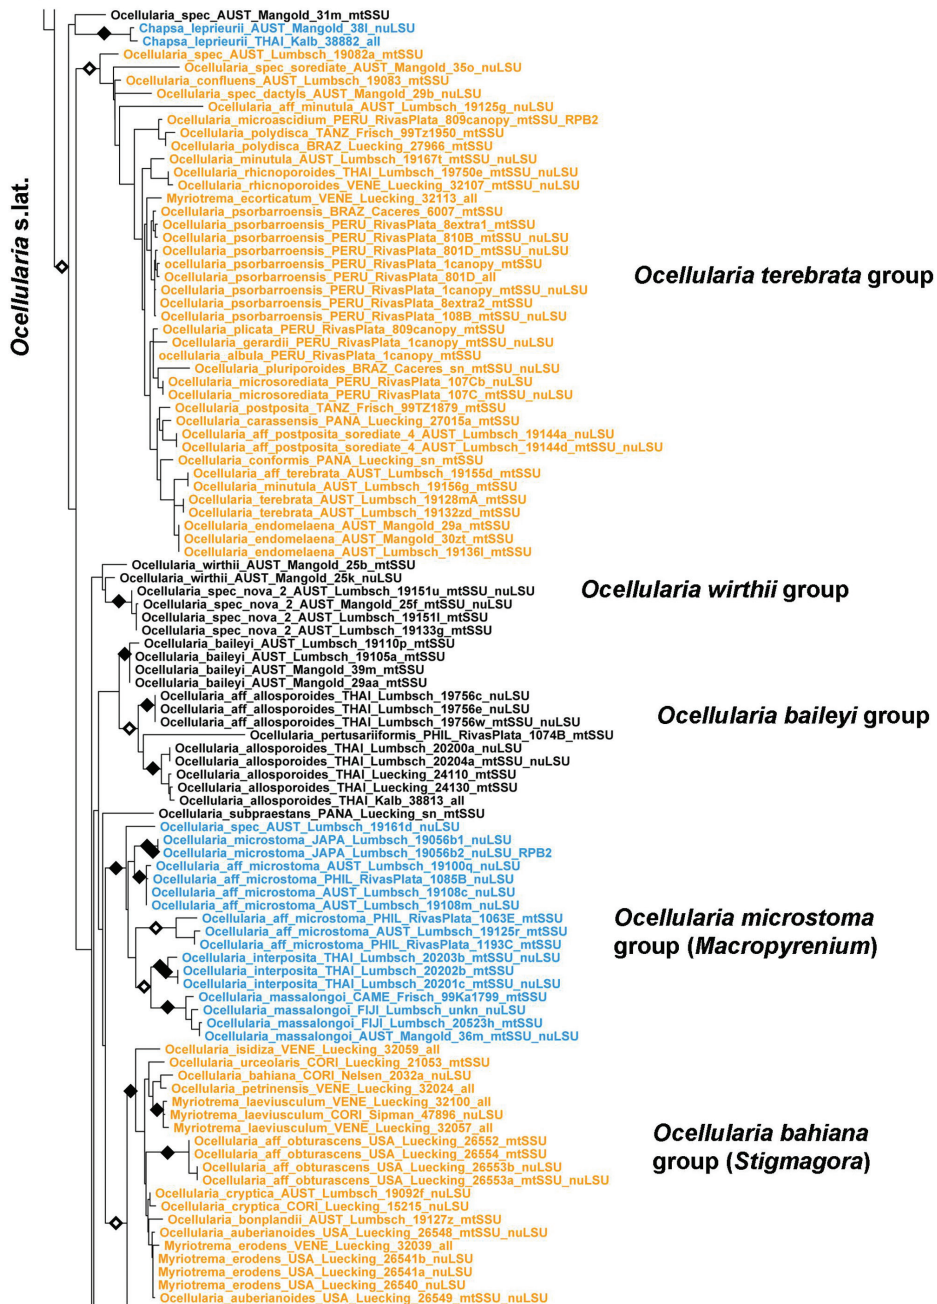 Ocellularia_spec_AUST_Mangold_31m_mtSSU
Chapsa_leprieurii_AUST_Mangold_38l_nuLSU
Chapsa_leprieurii_THAI_Kalb_38882_all
Ocellularia_spec_AUST_Lumbsch_19082a_mtSSU
Ocellularia_spec_sorediate_AUST_Mangold_35o_nuLSU
Ocellularia_confluens_AUST_Lumbsch_19083_mtSSU
Ocellularia_spec_dactyls_AUST_Mangold_29b_nuLSU
Ocellularia_aff_minutula_AUST_Lumbsch_19125g_nuLSU
Ocellularia_microascidium_PERU_RivasPlata_809canopy_mtSSU_RPB2
Ocellularia_polydisca_TANZ_Frisch_99Tz1950_mtSSU
Ocellularia_polydisca_BRAZ_Luecking_27966_mtSSU
Ocellularia_minutula_AUST_Lumbsch_19167t_mtSSU_nuLSU
Ocellularia_rhicnoporoides_THAI_Lumbsch_19750e_mtSSU_nuLSU
Ocellularia_rhicnoporoides_VENE_Luecking_32107_mtSSU_nuLSU
Myriotrema_ecorticatum_VENE_Luecking_32113_all
Ocellularia_psorbarroensis_BRAZ_Caceres_6007_mtSSU
Ocellularia_psorbarroensis_PERU_RivasPlata_8extra1_mtSSU
Ocellularia_psorbarroensis_PERU_RivasPlata_810B_mtSSU_nuLSU
Ocellularia_psorbarroensis_PERU_RivasPlata_801D_mtSSU_nuLSU
ocellularia_psorbarroensis_PERU_RivasPlata_1canopy_mtSSU
Ocellularia_psorbarroensis_PERU_RivasPlata_801D_all
Ocellularia_psorbarroensis_PERU_RivasPlata_1canopy_mtSSU_nuLSU
Ocellularia_psorbarroensis_PERU_RivasPlata_8extra2_mtSSU
Ocellularia_psorbarroensis_PERU_RivasPlata_108B_mtSSU_nuLSU
Ocellularia_plicata_PERU_RivasPlata_809canopy_mtSSU
Ocellularia_gerardii_PERU_RivasPlata_1canopy_mtSSU_nuLSU
ocellularia_albula_PERU_RivasPlata_1canopy_mtSSU
Ocellularia_pluriporoides_BRAZ_Caceres_sn_mtSSU_nuLSU
Ocellularia_microsorediata_PERU_RivasPlata_107Cb_nuLSU
Ocellularia_microsorediata_PERU_RivasPlata_107C_mtSSU_nuLSU
Ocellularia_postposita_TANZ_Frisch_99TZ1879_mtSSU
Ocellularia_carassensis_PANA_Luecking_27015a_mtSSU
Ocellularia_aff_postposita_sorediate_4_AUST_Lumbsch_19144a_nuLSU
Ocellularia_aff_postposita_sorediate_4_AUST_Lumbsch_19144d_mtSSU_nuLSU
Ocellularia_conformis_PANA_Luecking_sn_mtSSU
Ocellularia_aff_terebrata_AUST_Lumbsch_19155d_mtSSU
Ocellularia_minutula_AUST_Lumbsch_19156g_mtSSU
Ocellularia_terebrata_AUST_Lumbsch_19128mA_mtSSU
Ocellularia_terebrata_AUST_Lumbsch_19132zd_mtSSU
Ocellularia_endomelaena_AUST_Mangold_29a_mtSSU
Ocellularia_endomelaena_AUST_Mangold_30zt_mtSSU
Ocellularia_endomelaena_AUST_Lumbsch_19136l_mtSSU
Ocellularia s.lat.
Ocellularia terebrata group
Ocellularia_wirthii_AUST_Mangold_25b_mtSSU
Ocellularia_wirthii_AUST_Mangold_25k_nuLSU
Ocellularia_spec_nova_2_AUST_Lumbsch_19151u_mtSSU_nuLSU
Ocellularia_spec_nova_2_AUST_Mangold_25f_mtSSU_nuLSU
Ocellularia_spec_nova_2_AUST_Lumbsch_19151l_mtSSU
Ocellularia_spec_nova_2_AUST_Lumbsch_19133g_mtSSU
Ocellularia wirthii group
Ocellularia_baileyi_AUST_Lumbsch_19110p_mtSSU
Ocellularia_baileyi_AUST_Lumbsch_19105a_mtSSU
Ocellularia_baileyi_AUST_Mangold_39m_mtSSU
Ocellularia_baileyi_AUST_Mangold_29aa_mtSSU
Ocellularia_aff_allosporoides_THAI_Lumbsch_19756c_nuLSU
Ocellularia_aff_allosporoides_THAI_Lumbsch_19756e_nuLSU
Ocellularia_aff_allosporoides_THAI_Lumbsch_19756w_mtSSU_nuLSU
Ocellularia_pertusariiformis_PHIL_RivasPlata_1074B_mtSSU
Ocellularia_allosporoides_THAI_Lumbsch_20200a_nuLSU
Ocellularia_allosporoides_THAI_Lumbsch_20204a_mtSSU_nuLSU
Ocellularia_allosporoides_THAI_Luecking_24110_mtSSU
Ocellularia_allosporoides_THAI_Luecking_24130_mtSSU
Ocellularia_allosporoides_THAI_Kalb_38813_all
Ocellularia baileyi group
Ocellularia_subpraestans_PANA_Luecking_sn_mtSSU
Ocellularia_spec_AUST_Lumbsch_19161d_nuLSU
Ocellularia_microstoma_JAPA_Lumbsch_19056b1_nuLSU
Ocellularia_microstoma_JAPA_Lumbsch_19056b2_nuLSU_RPB2
Ocellularia_aff_microstoma_AUST_Lumbsch_19100q_nuLSU
Ocellularia_aff_microstoma_PHIL_RivasPlata_1085B_nuLSU
Ocellularia_aff_microstoma_AUST_Lumbsch_19108c_nuLSU
Ocellularia_aff_microstoma_AUST_Lumbsch_19108m_nuLSU
Ocellularia_aff_microstoma_PHIL_RivasPlata_1063E_mtSSU
Ocellularia_aff_microstoma_AUST_Lumbsch_19125r_mtSSU
Ocellularia_aff_microstoma_PHIL_RivasPlata_1193C_mtSSU
Ocellularia_interposita_THAI_Lumbsch_20203b_mtSSU_nuLSU
Ocellularia_interposita_THAI_Lumbsch_20202b_mtSSU
Ocellularia_interposita_THAI_Lumbsch_20201c_mtSSU_nuLSU
Ocellularia_massalongoi_CAME_Frisch_99Ka1799_mtSSU
Ocellularia_massalongoi_FIJI_Lumbsch_unkn_nuLSU
Ocellularia_massalongoi_FIJI_Lumbsch_20523h_mtSSU
Ocellularia_massalongoi_AUST_Mangold_36m_mtSSU_nuLSU
Ocellularia microstoma
group (Macropyrenium)
Ocellularia_isidiza_VENE_Luecking_32059_all
Ocellularia_urceolaris_CORI_Luecking_21053_mtSSU
Ocellularia_bahiana_CORI_Nelsen_2032a_nuLSU
Ocellularia_petrinensis_VENE_Luecking_32024_all
Myriotrema_laeviusculum_VENE_Luecking_32100_all
Myriotrema_laeviusculum_CORI_Sipman_47896_nuLSU
Myriotrema_laeviusculum_VENE_Luecking_32057_all
Ocellularia_aff_obturascens_USA_Luecking_26552_mtSSU
Ocellularia_aff_obturascens_USA_Luecking_26554_mtSSU
Ocellularia_aff_obturascens_USA_Luecking_26553b_nuLSU
Ocellularia_aff_obturascens_USA_Luecking_26553a_mtSSU_nuLSU
Ocellularia_cryptica_AUST_Lumbsch_19092f_nuLSU
Ocellularia_cryptica_CORI_Luecking_15215_nuLSU
Ocellularia_bonplandii_AUST_Lumbsch_19127z_mtSSU
Ocellularia_auberianoides_USA_Luecking_26548_mtSSU_nuLSU
Myriotrema_erodens_VENE_Luecking_32039_all
Myriotrema_erodens_USA_Luecking_26541b_nuLSU
Myriotrema_erodens_USA_Luecking_26541a_nuLSU
Myriotrema_erodens_USA_Luecking_26540_nuLSU
Ocellularia_auberianoides_USA_Luecking_26549_mtSSU_nuLSU
Ocellularia bahiana
group (Stigmagora)